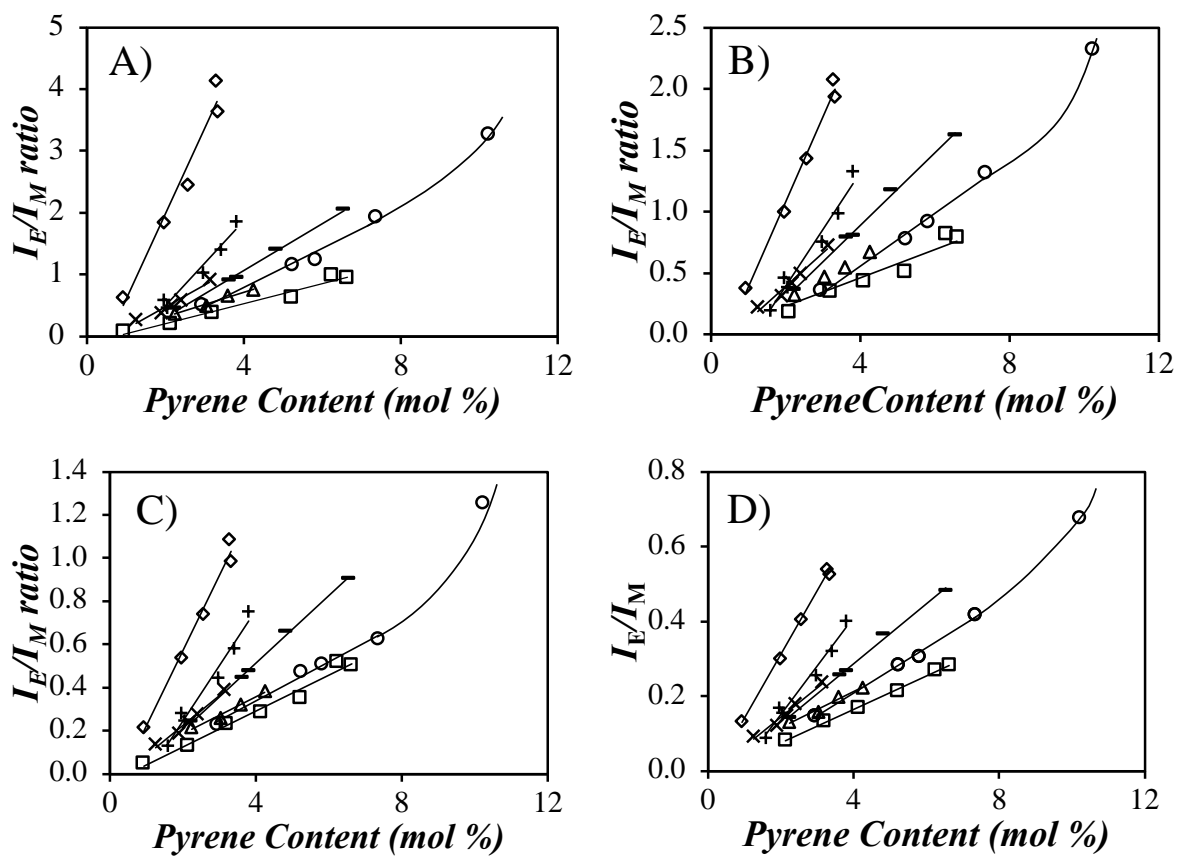 A)
I_E/I_M ratio
5
4
3
2
1
0
0 4 8 12
Pyrene Content (mol %)
B)
I_E/I_M ratio
2.5
2.0
1.5
1.0
0.5
0.0
0 4 8 12
PyreneContent (mol %)
C)
I_E/I_M ratio
1.4
1.2
1.0
0.8
0.6
0.4
0.2
0.0
0 4 8 12
Pyrene Content (mol %)
D)
I_E/I_M
0.8
0.6
0.4
0.2
0.0
0 4 8 12
Pyrene Content (mol %)